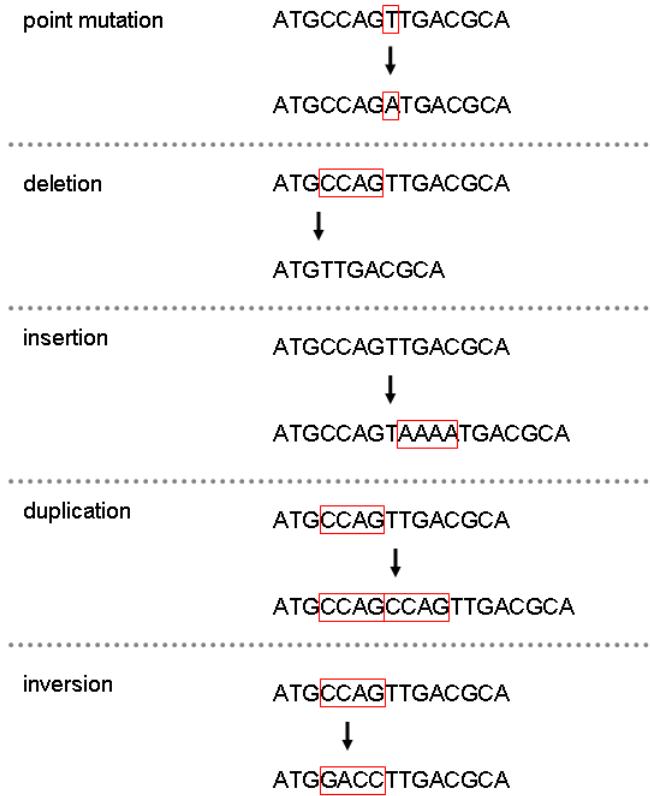 point mutation ATGCCAGTTGACGCA
ATGCCAGATGACGCA
deletion ATGCCAGTTGACGCA
ATGTTGACGCA
insertion ATGCCAGTTGACGCA
ATGCCAGTAAAATGACGCA
duplication ATGCCAGTTGACGCA
ATGCCAGCCAGTTGACGCA
inversion ATGCCAGTTGACGCA
ATGGACCTTGACGCA